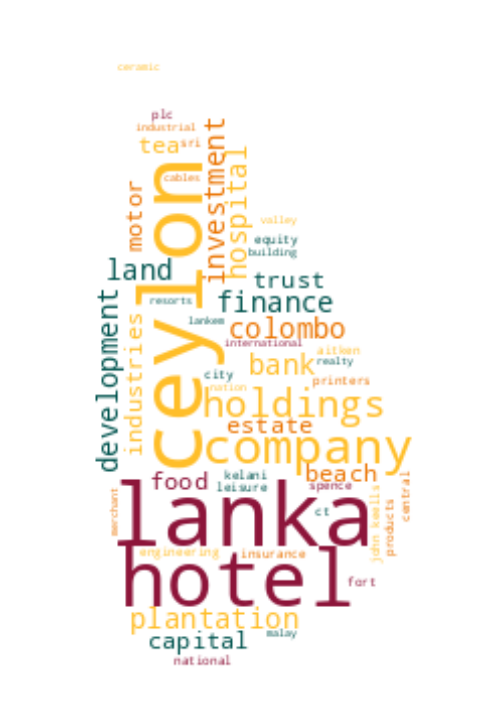 ceramic
plc
industrial
tea
sri
cables
ceylon
investment
hospital
motor
valley
equity
building
land
trust
resorts
finance
development
industries
lankem
colombo
international
aitken
bank
realty
city
printers
nation
holdings
estate
company
beach
food
kelani
leisure
spence
central
lanka
merchant
ct
john keells
products
engineering
insurance
hotel
fort
plantation
malay
capital
national